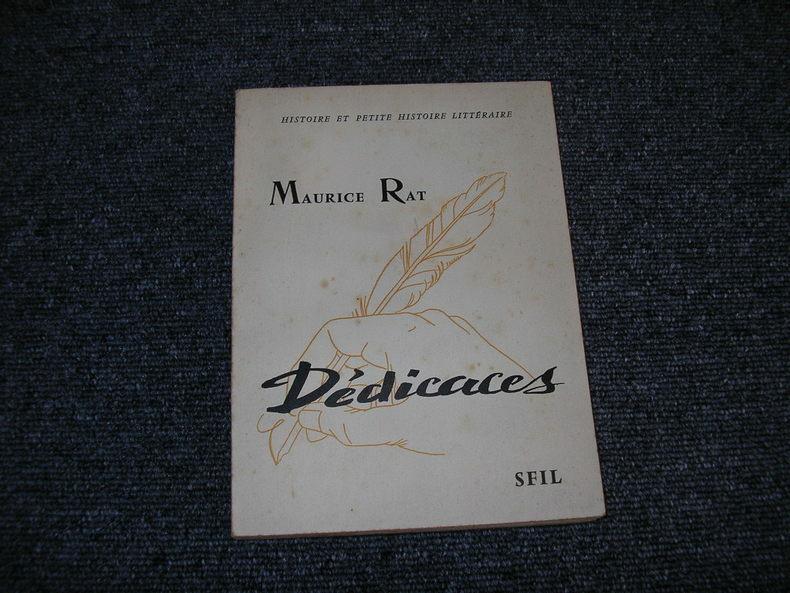 HISTOIRE ET PETITE HISTOIRE LITTÉRAIRE
MAURICE RAT
Dédicaces
SFIL